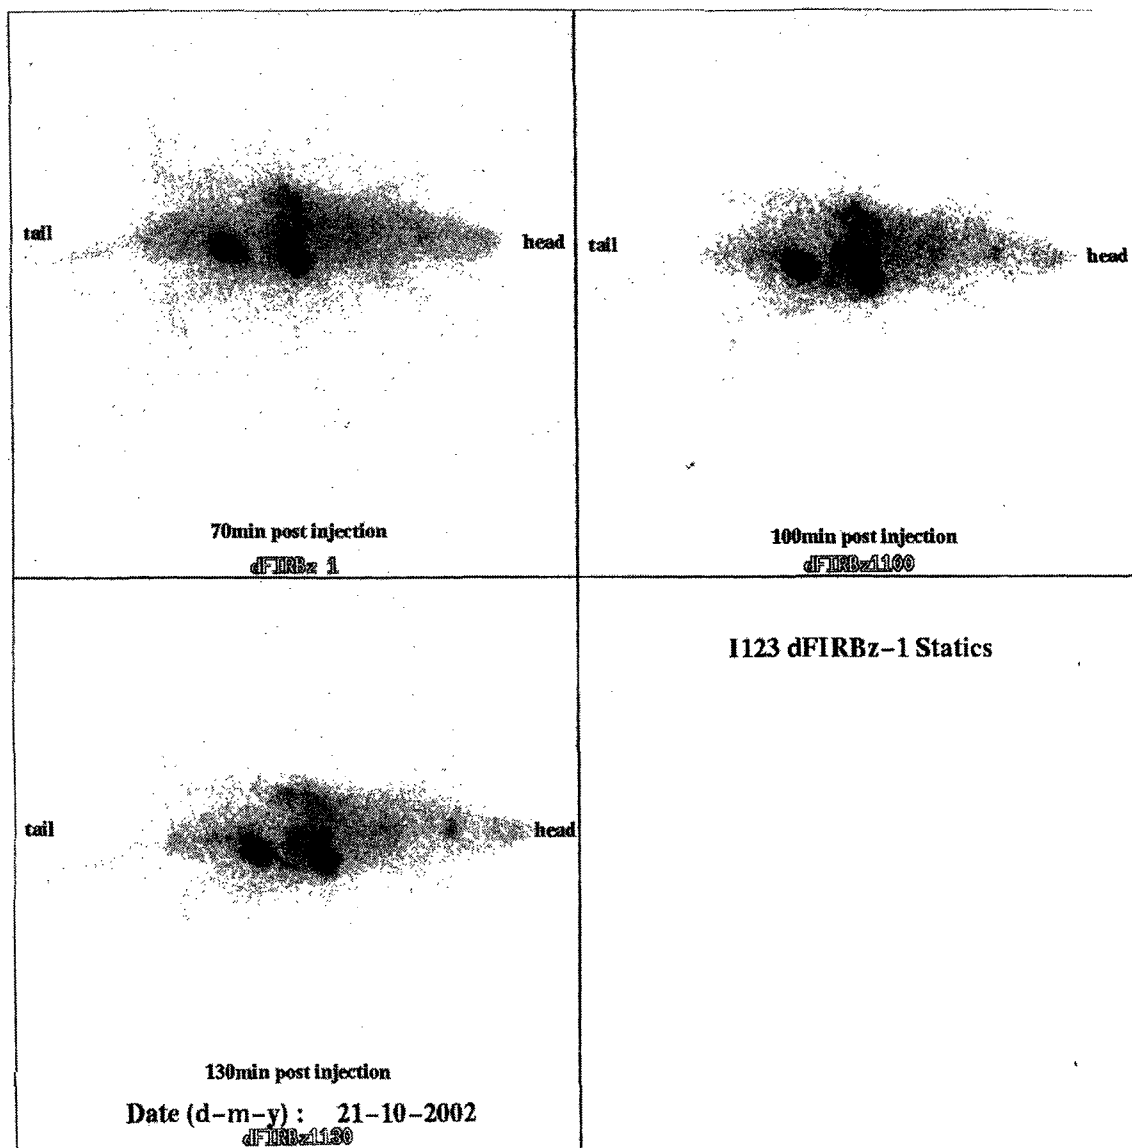 tail
head
70min post injection
dFIRBz 1
tail
head
100min post injection
dFIRBz1100
tail
head
130min post injection
Date (d-m-y) : 21-10-2002
dFIRBz1130
I123 dFIRBz-1 Statics